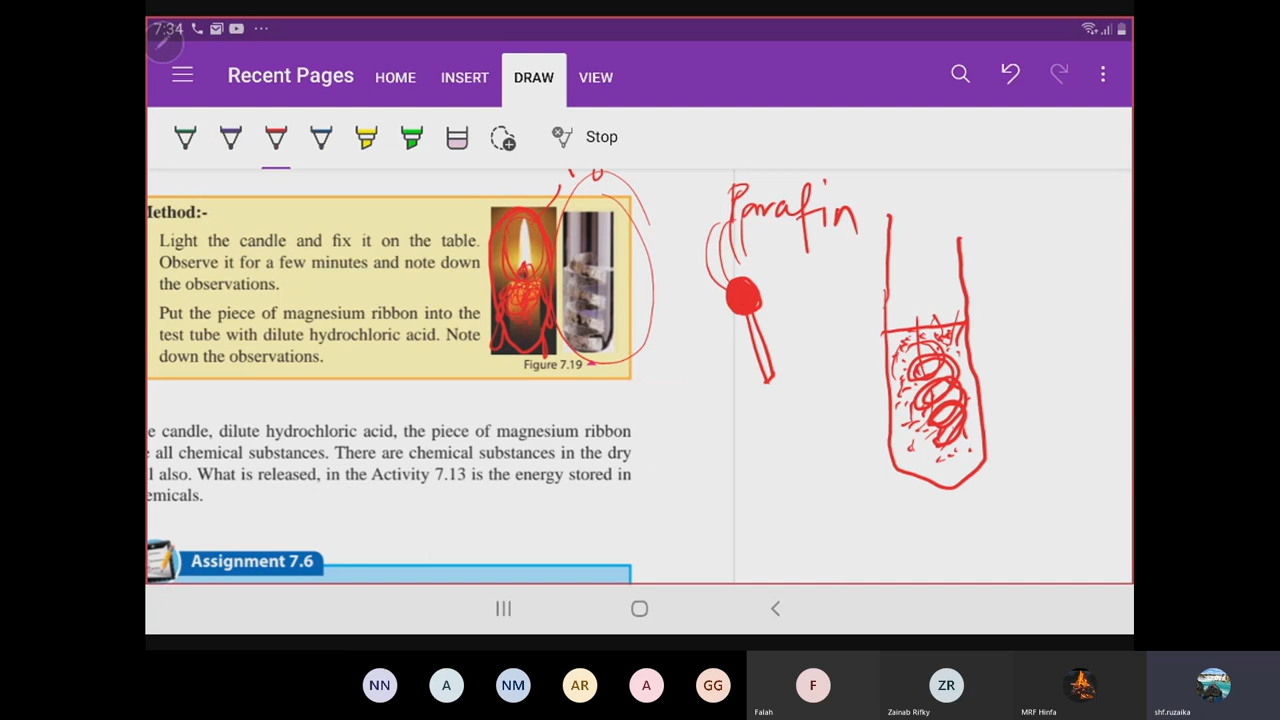 7:34
Recent Pages HOME INSERT DRAW VIEW
Stop
Method:-
Light the candle and fix it on the table.
Observe it for a few minutes and note down
the observations.
Put the piece of magnesium ribbon into the
test tube with dilute hydrochloric acid. Note
down the observations.
Figure 7.19
Parafin
e candle, dilute hydrochloric acid, the piece of magnesium ribbon
all chemical substances. There are chemical substances in the dry
l also. What is released, in the Activity 7.13 is the energy stored in
emicals.
Assignment 7.6
NN A NM AR A GG F ZR
Falah Zainab Rifky MRF Hinfa shf.ruzaika